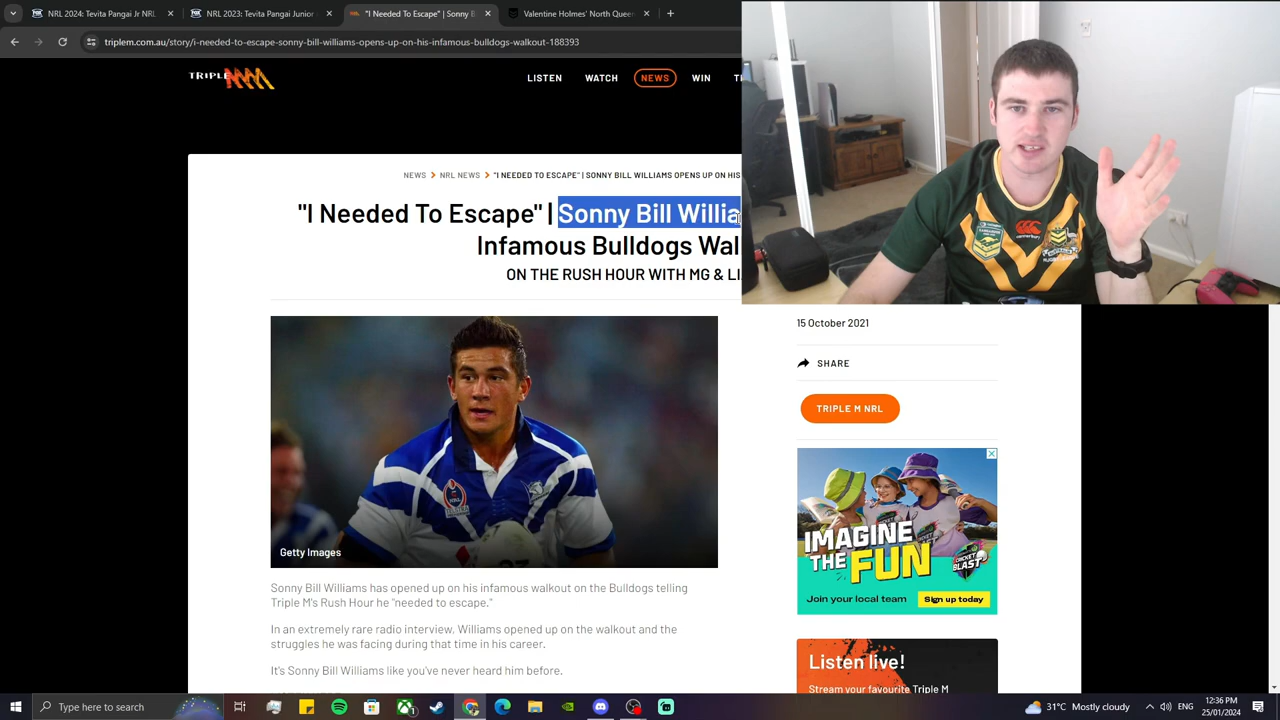 NRL 2024: Tevita Pangai Jr NRL
NRL 2023: Tevita Pangai Junior
"I Needed To Escape" | Sonny B
Valentine Holmes' North Queen
triplem.com.au/story/i-needed-to-escape-sonny-bill-williams-opens-up-on-his-infamous-bulldogs-walkout-188393
TRIPLE MMM
LISTEN WATCH NEWS WIN
NEWS NRL NEWS "I NEEDED TO ESCAPE" | SONNY BILL WILLIAMS OPENS UP ON HIS
"I Needed To Escape" | Sonny Bill Willia
Infamous Bulldogs Wal
ON THE RUSH HOUR WITH MG & LI
15 October 2021
SHARE
TRIPLE M NRL
Getty Images
IMAGINE
THE FUN
CRICKET
BLAST
Join your local team
Sign up today
Sonny Bill Williams has opened up on his infamous walkout on the Bulldogs telling
Triple M's Rush Hour he "needed to escape."
In an extremely rare radio interview, Williams opened up on the walkout and the
struggles he was facing during that time in his career.
It's Sonny Bill Williams like you've never heard him before.
Listen live!
Stream your favourite Triple M
Type here to search
31°C Mostly cloudy
ENG
12:36 PM
25/01/2024